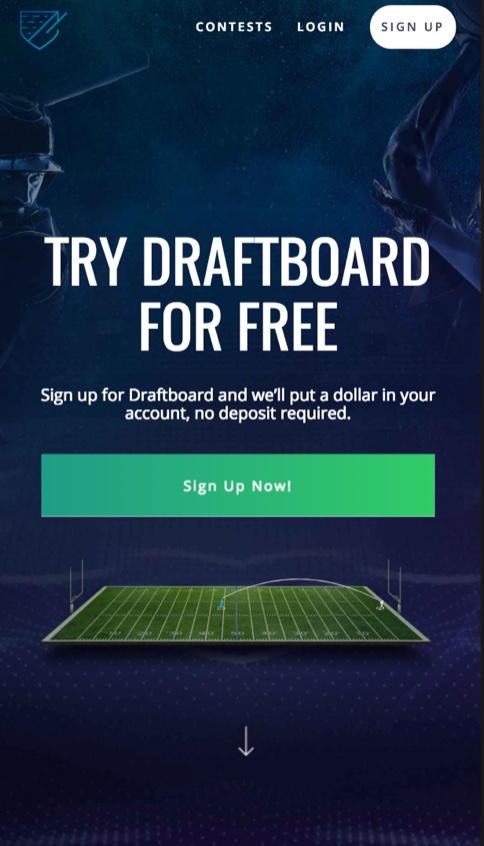 CONTESTS LOGIN SIGN UP
TRY DRAFTBOARD
FOR FREE
Sign up for Draftboard and we'll put a dollar in your
account, no deposit required.
Sign Up Now!